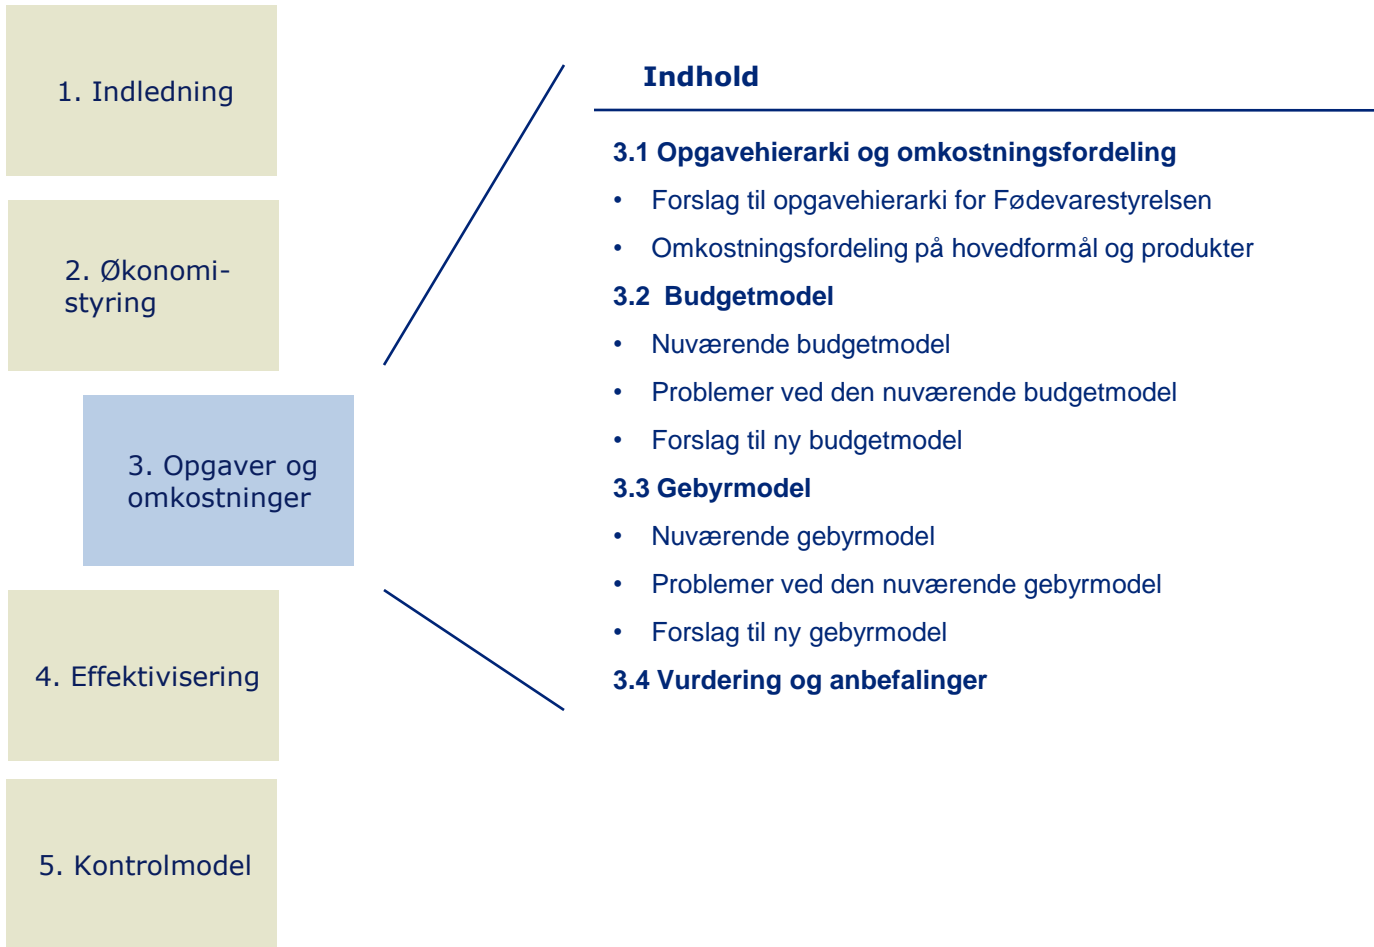 1. Indledning
2. Økonomi-
styring
3. Opgaver og
omkostninger
4. Effektivisering
5. Kontrolmodel
Indhold
3.1 Opgavehierarki og omkostningsfordeling
• Forslag til opgavehierarki for Fødevarestyrelsen
• Omkostningsfordeling på hovedformål og produkter
3.2 Budgetmodel
• Nuværende budgetmodel
• Problemer ved den nuværende budgetmodel
• Forslag til ny budgetmodel
3.3 Gebyrmodel
• Nuværende gebyrmodel
• Problemer ved den nuværende gebyrmodel
• Forslag til ny gebyrmodel
3.4 Vurdering og anbefalinger